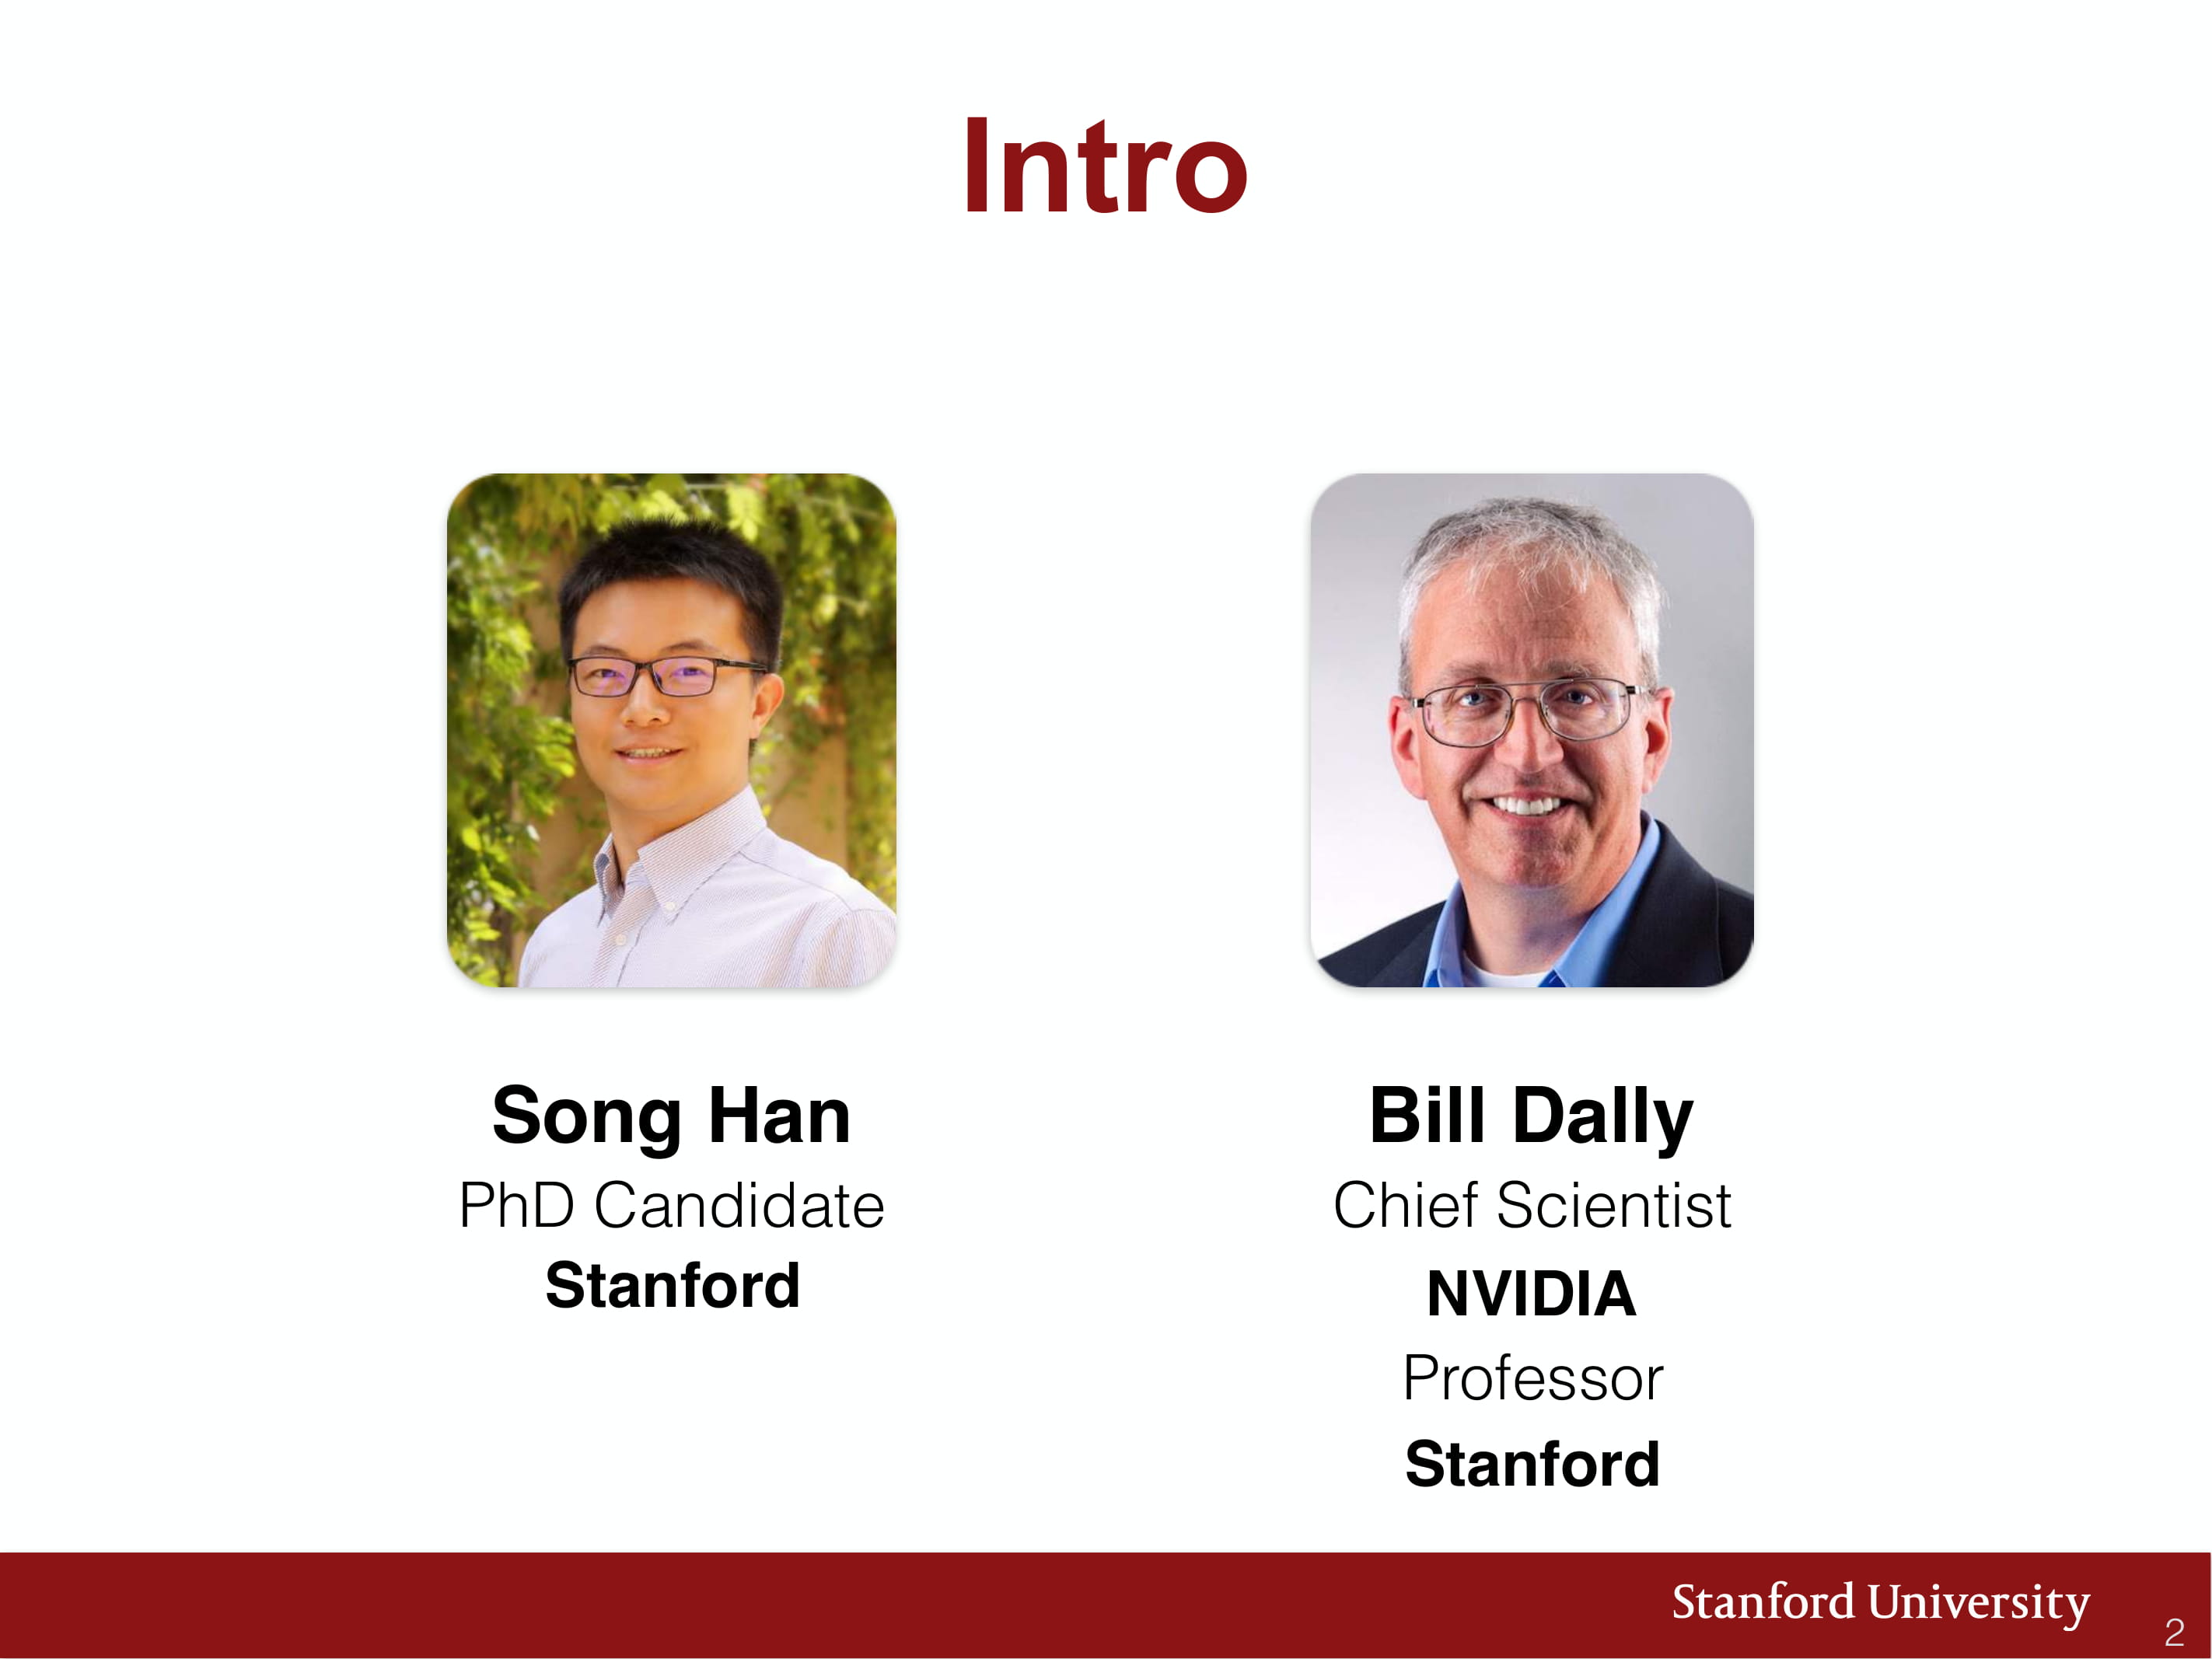 Intro
Song Han
PhD Candidate
Stanford
Bill Dally
Chief Scientist
NVIDIA
Professor
Stanford
Stanford University
2